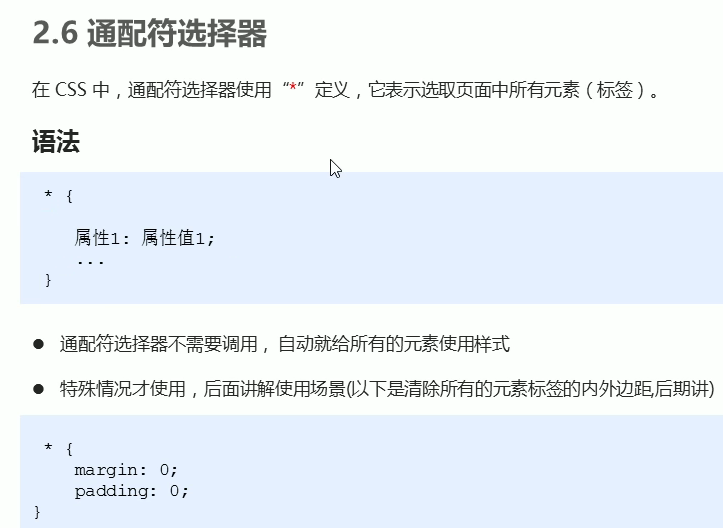 2.6 通配符选择器
在 CSS 中，通配符选择器使用“*”定义，它表示选取页面中所有元素（标签）。
语法
* {
属性1: 属性值1;
...
}
● 通配符选择器不需要调用， 自动就给所有的元素使用样式
● 特殊情况才使用，后面讲解使用场景(以下是清除所有的元素标签的内外边距,后期讲)
* {
margin: 0;
padding: 0;
}